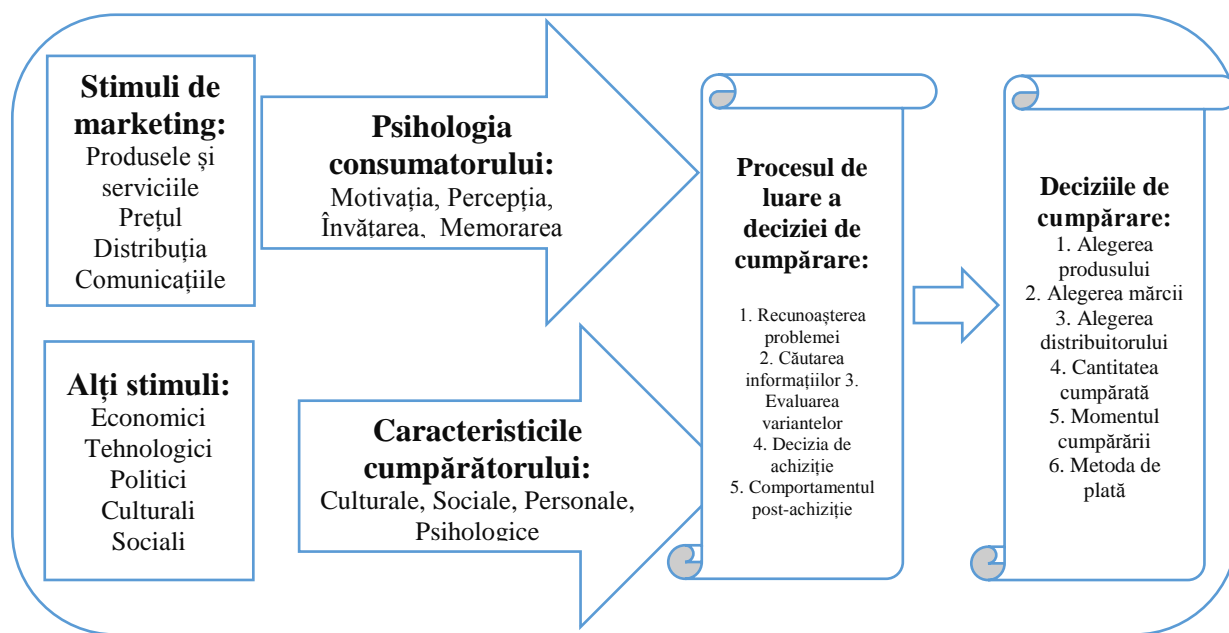 Stimuli de
marketing:
Produsele și
serviciile
Prețul
Distribuția
Comunicațiile
Alți stimuli:
Economici
Tehnologici
Politici
Culturali
Sociali
Psihologia
consumatorului:
Motivația, Percepția,
Învățarea, Memorarea
Caracteristicile
cumpărătorului:
Culturale, Sociale, Personale,
Psihologice
Procesul de
luare a
deciziei de
cumpărare:
1. Recunoașterea
problemei
2. Căutarea
informațiilor 3.
Evaluarea
variantelor
4. Decizia de
achiziție
5. Comportamentul
post-achiziție
Deciziile de
cumpărare:
1. Alegerea
produsului
2. Alegerea mărcii
3. Alegerea
distribuitorului
4. Cantitatea
cumpărată
5. Momentul
cumpărării
6. Metoda de
plată